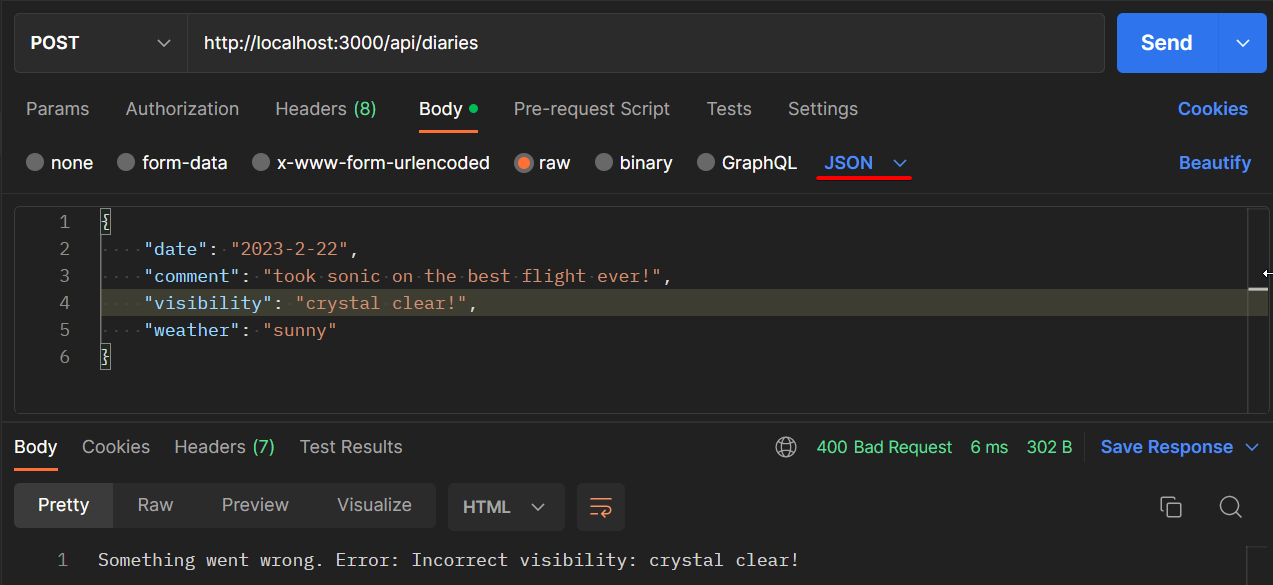 POST http://localhost:3000/api/diaries Send
Params Authorization Headers (8) Body Pre-request Script Tests Settings Cookies
none form-data x-www-form-urlencoded raw binary GraphQL JSON Beautify
1 {
2 "date": "2023-2-22",
3 "comment": "took sonic on the best flight ever!",
4 "visibility": "crystal clear!",
5 "weather": "sunny"
6 }
Body Cookies Headers (7) Test Results 400 Bad Request 6 ms 302 B Save Response
Pretty Raw Preview Visualize HTML
1 Something went wrong. Error: Incorrect visibility: crystal clear!